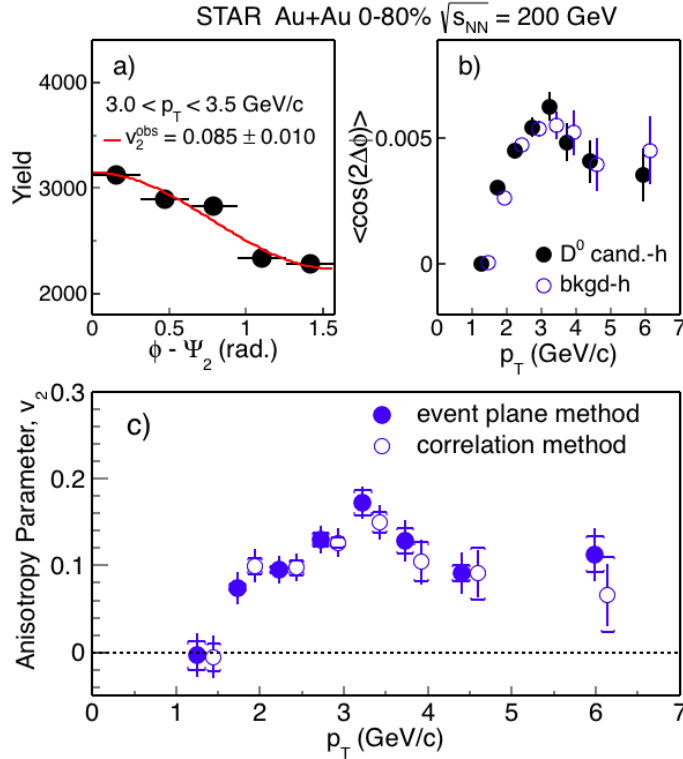 STAR Au+Au 0-80% √sNN = 200 GeV
a)
3.0 < pT < 3.5 GeV/c
v2obs = 0.085 ± 0.010
4000
3000
2000
Yield
0 0.5 1 1.5
ϕ - Ψ2 (rad.)
b)
<cos(2Δϕ)>
0.005
0
D0 cand.-h
bkgd-h
0 1 2 3 4 5 6 7
pT (GeV/c)
c)
event plane method
correlation method
Anisotropy Parameter, v2
0.3
0.2
0.1
0
0 1 2 3 4 5 6 7
pT (GeV/c)